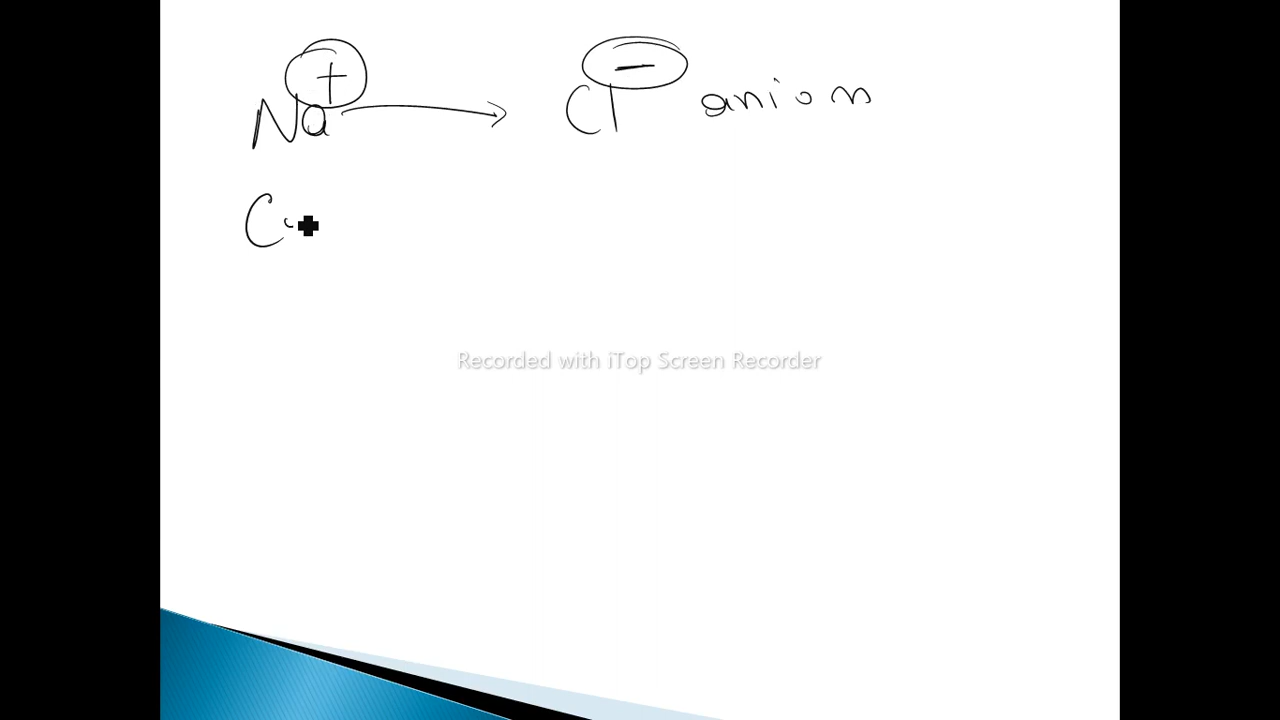 Na⁺ → Cl⁻ anion
C
Recorded with iTop Screen Recorder